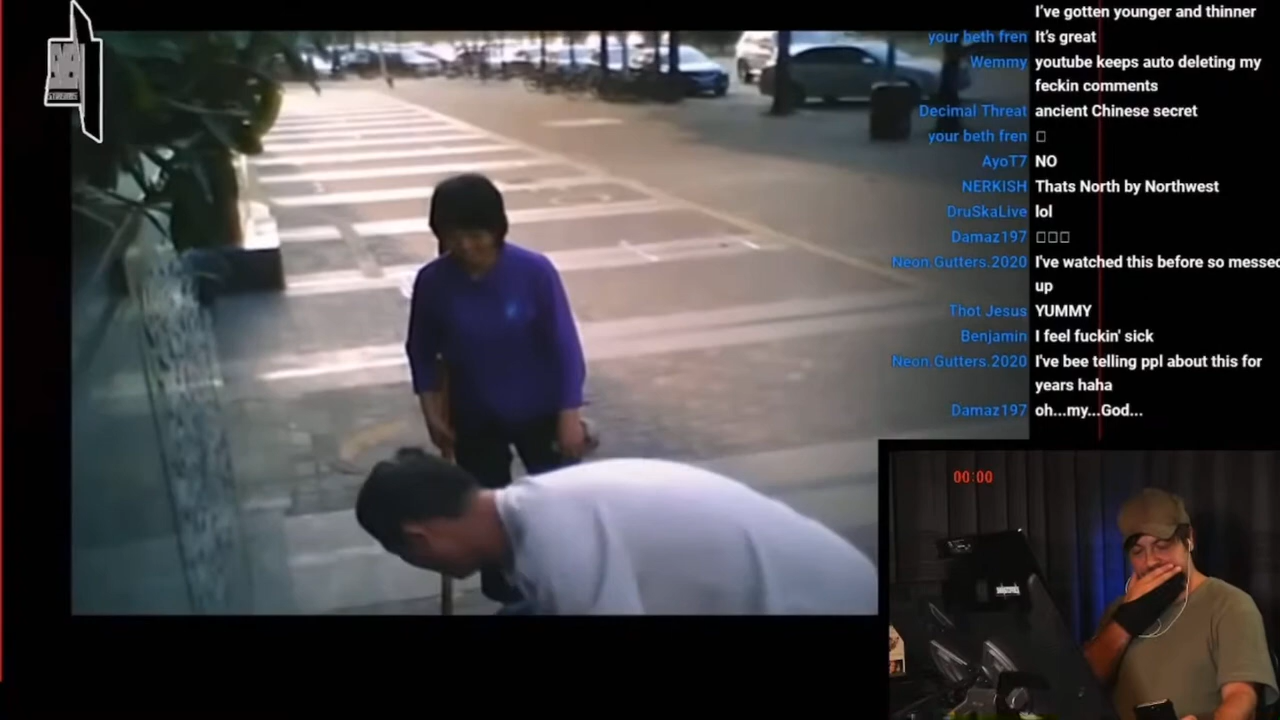 I've gotten younger and thinner
your beth fren It's great
Wemmy youtube keeps auto deleting my
feckin comments
Decimal Threat ancient Chinese secret
your beth fren
AyoT7 NO
NERKISH Thats North by Northwest
DruSkaLive lol
Damaz197
Neon.Gutters.2020 I've watched this before so messed
up
Thot Jesus YUMMY
Benjamin I feel fuckin' sick
Neon.Gutters.2020 I've bee telling ppl about this for
years haha
Damaz197 oh...my...God...
00:00